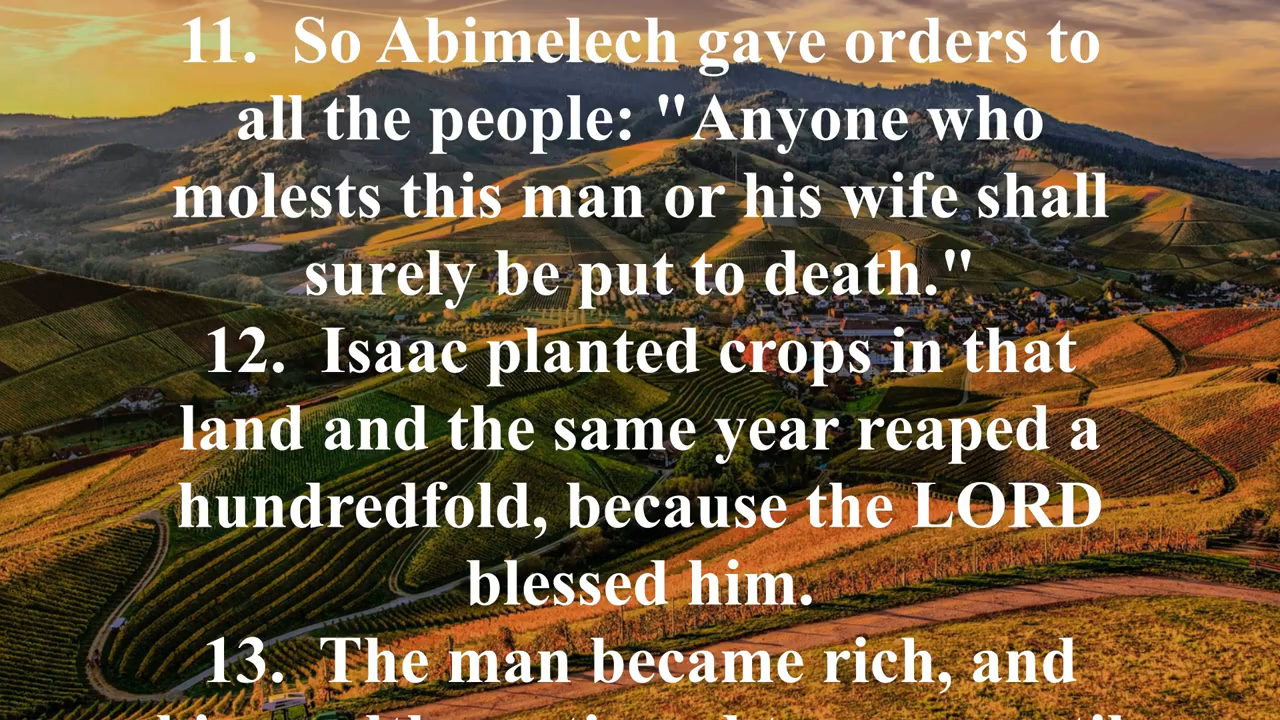 11.  So Abimelech gave orders to
all the people: "Anyone who
molests this man or his wife shall
surely be put to death."
12.  Isaac planted crops in that
land and the same year reaped a
hundredfold, because the LORD
blessed him.
13.  The man became rich, and